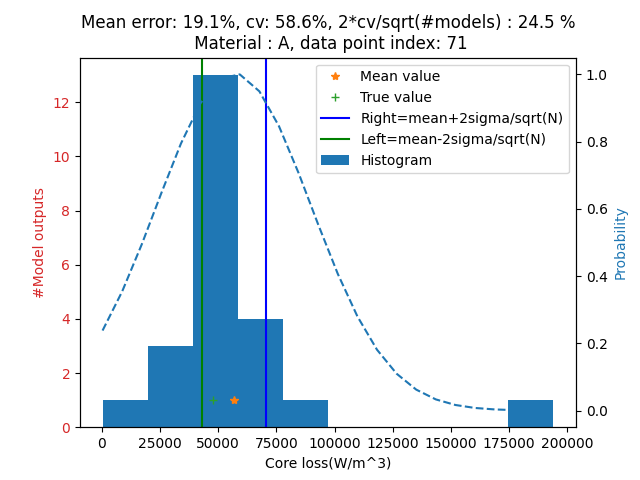 Mean error: 19.1%, cv: 58.6%, 2*cv/sqrt(#models) : 24.5 %
Material : A, data point index: 71
Mean value
True value
Right=mean+2sigma/sqrt(N)
Left=mean-2sigma/sqrt(N)
Histogram
#Model outputs
12
10
8
6
4
2
0
1.0
0.8
0.6
0.4
0.2
0.0
Probability
0 25000 50000 75000 100000 125000 150000 175000 200000
Core loss(W/m^3)